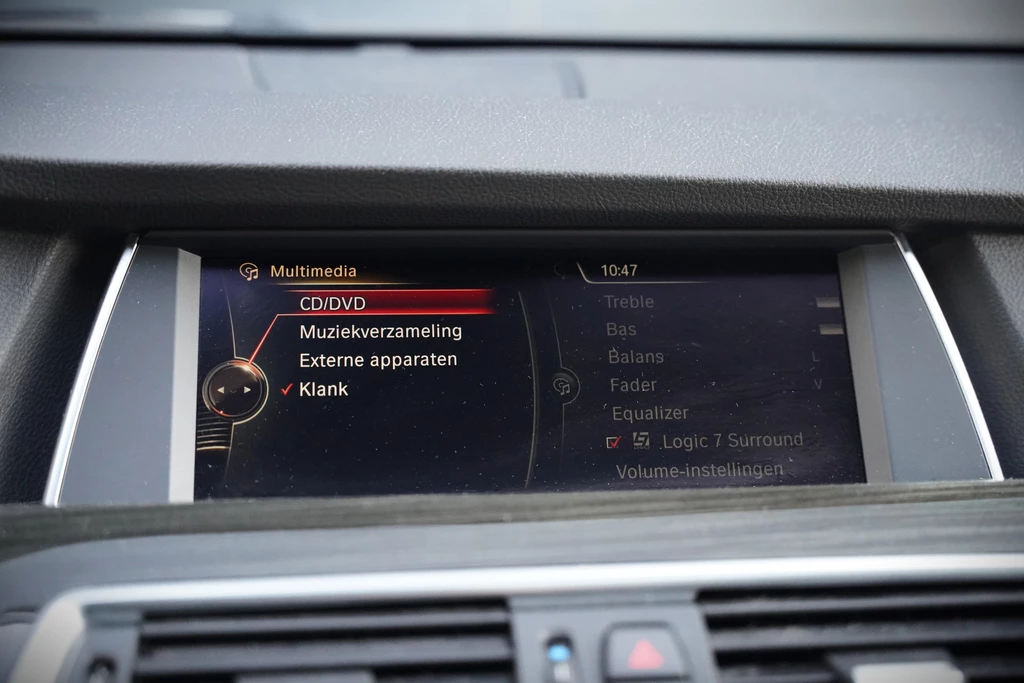 Multimedia
CD/DVD
Muziekverzameling
Externe apparaten
Klank
10:47
Treble
Bas
Balans
L
Fader
V
Equalizer
Logic 7 Surround
Volume-instellingen